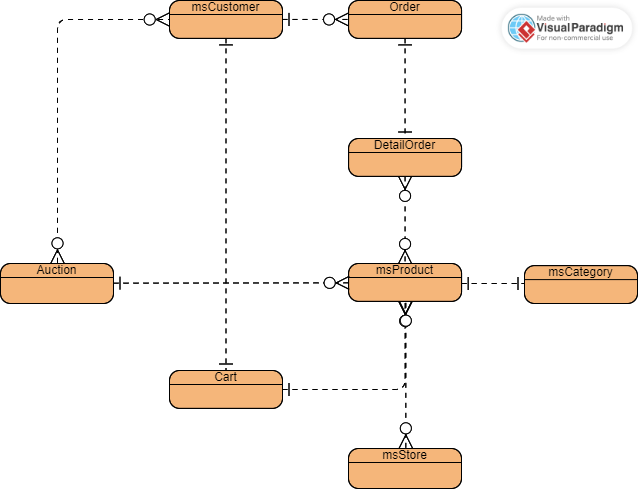 msCustomer
Order
Made with
Visual Paradigm
For non-commercial use
DetailOrder
Auction
msProduct
msCategory
Cart
msStore